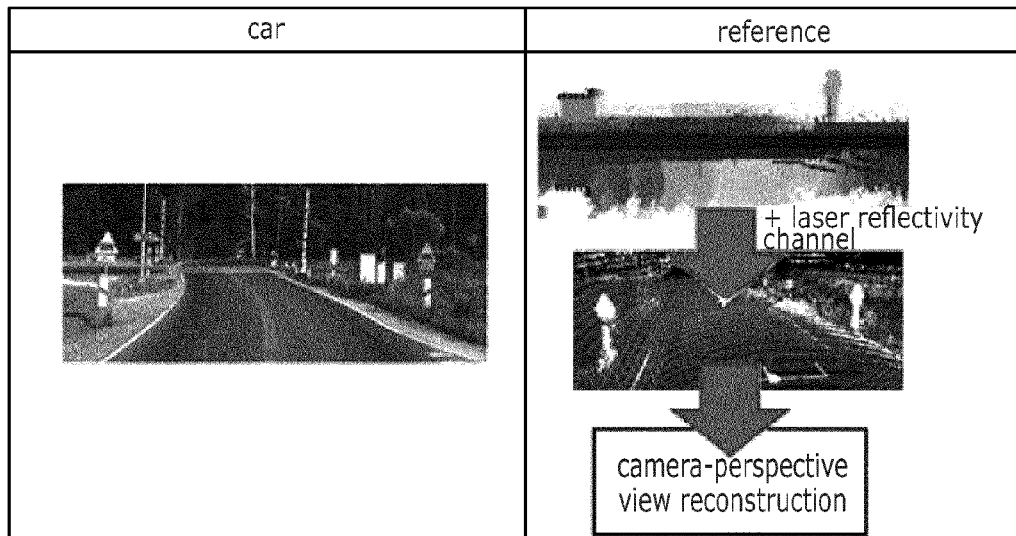 car
reference
+ laser reflectivity
channel
camera-perspective
view reconstruction